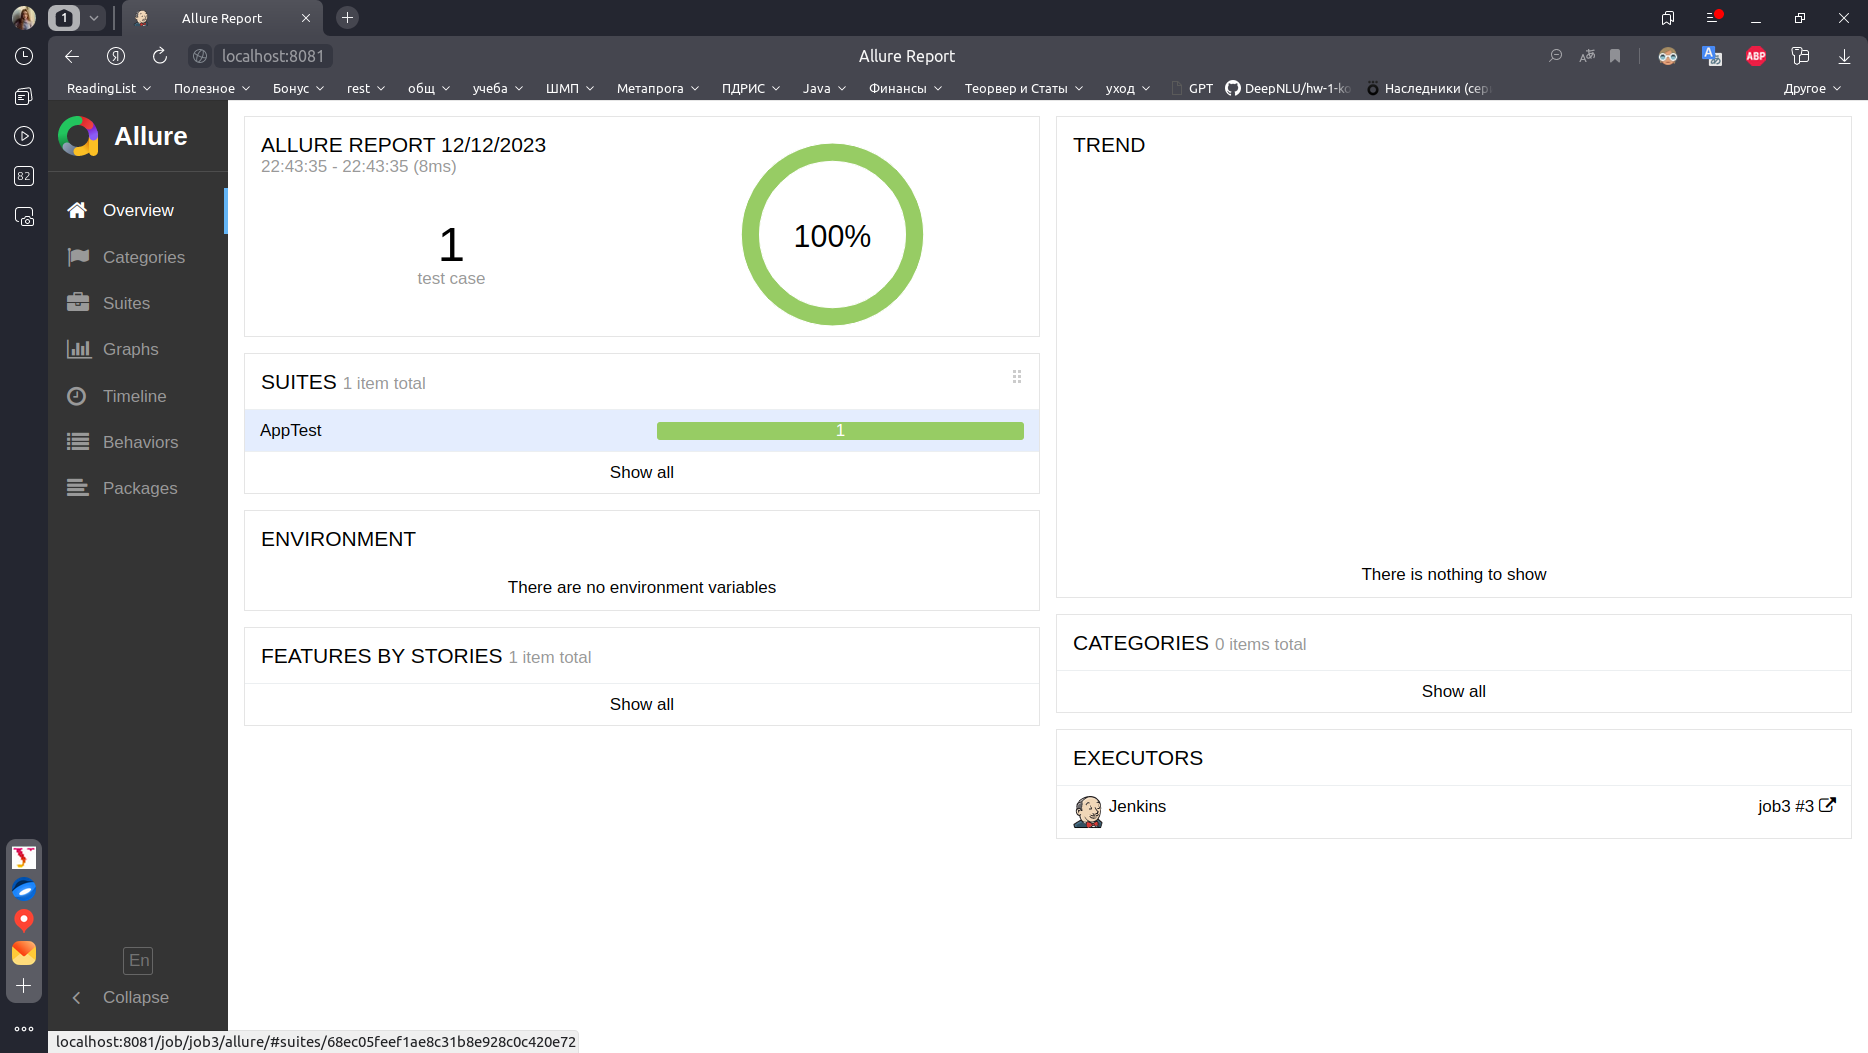 1
Allure Report
localhost:8081
Allure Report
ABP
ReadingList
Полезное
Бонус
rest
общ
учеба
ШМП
Метапрога
ПДРИС
Java
Финансы
Теорвер и Статы
уход
GPT
DeepNLU/hw-1-ko
Наследники (сери
Другое
82
Allure
Overview
Categories
Suites
Graphs
Timeline
Behaviors
Packages
En
Collapse
ALLURE REPORT 12/12/2023
22:43:35 - 22:43:35 (8ms)
1
test case
100%
SUITES 1 item total
AppTest
1
Show all
ENVIRONMENT
There are no environment variables
FEATURES BY STORIES 1 item total
Show all
TREND
There is nothing to show
CATEGORIES 0 items total
Show all
EXECUTORS
Jenkins
job3 #3
localhost:8081/job/job3/allure/#suites/68ec05feef1ae8c31b8e928c0c420e72